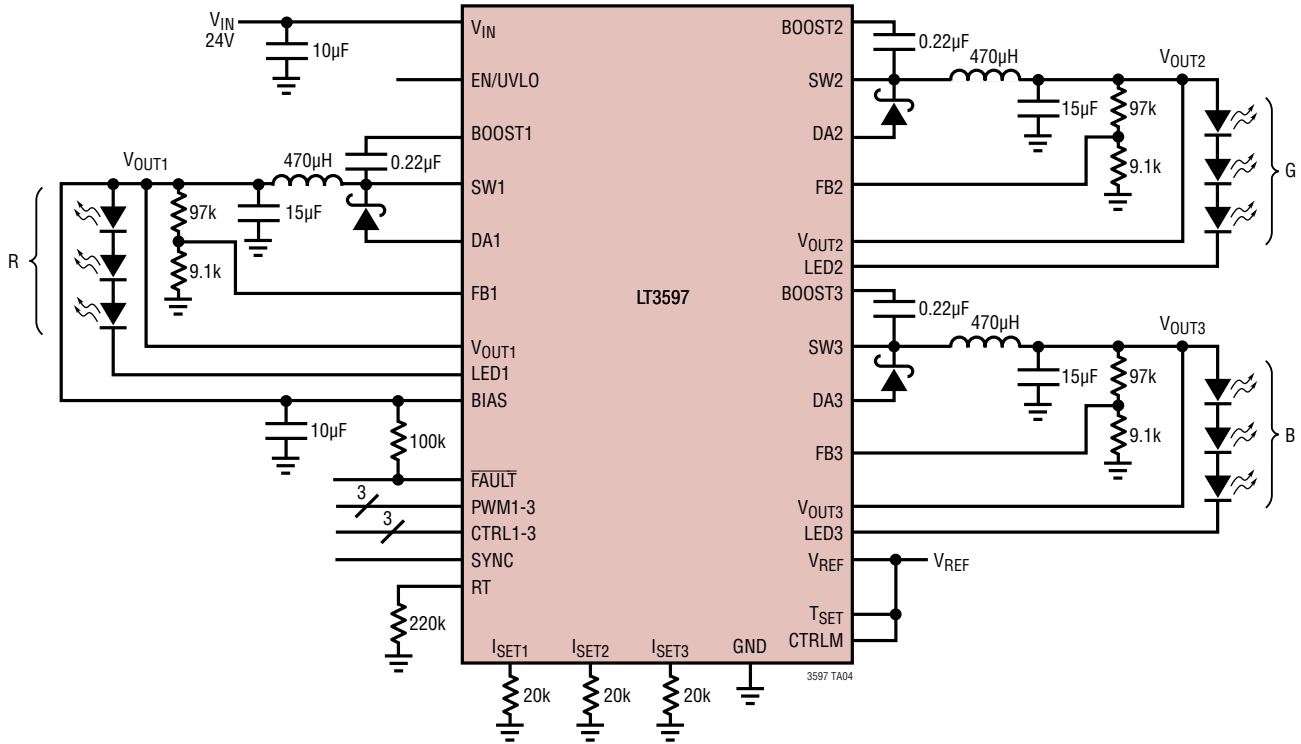 VIN
24V
10µF
VIN
EN/UVLO
BOOST1
VOUT1
470µH
0.22µF
SW1
97k
15µF
DA1
R
9.1k
FB1
VOUT1
LED1
BIAS
10µF
100k
FAULT
3
PWM1-3
3
CTRL1-3
SYNC
RT
220k
ISET1
ISET2
ISET3
GND
20k
20k
20k
LT3597
BOOST2
0.22µF
470µH
VOUT2
SW2
15µF
97k
DA2
9.1k
G
FB2
VOUT2
LED2
BOOST3
0.22µF
470µH
VOUT3
SW3
15µF
97k
DA3
9.1k
B
FB3
VOUT3
LED3
VREF
VREF
TSET
CTRLM
3597 TA04